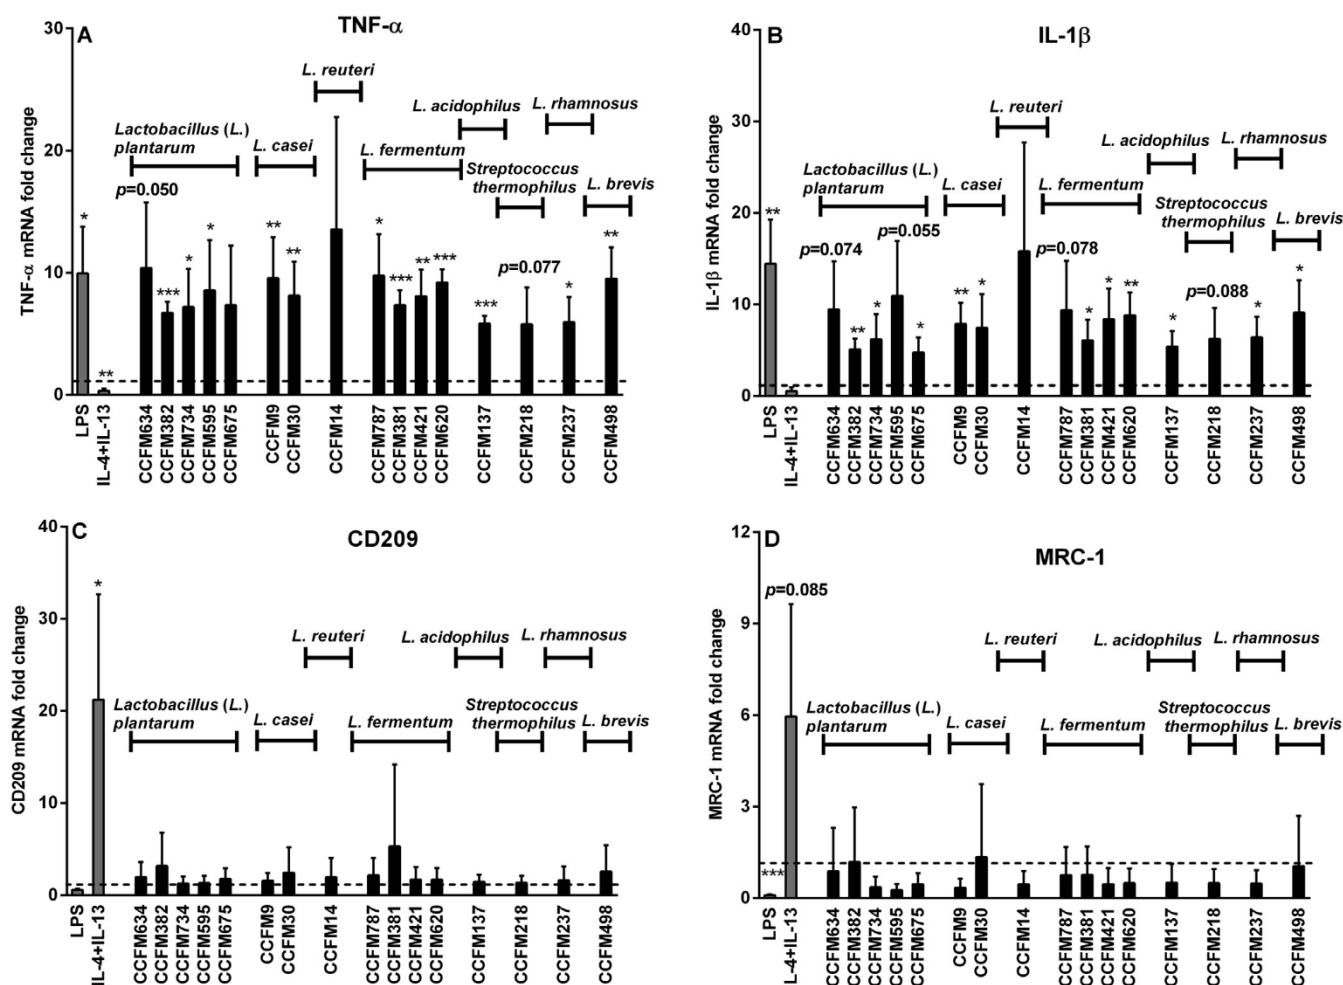 A
TNF-α
TNF-α mRNA fold change
30
20
10
0
Lactobacillus (L.)
plantarum
L. casei
L. reuteri
L. fermentum
L. acidophilus
Streptococcus
thermophilus
L. rhamnosus
L. brevis
*
**
p=0.050
***
*
*
**
**
*
***
**
***
***
p=0.077
*
**
LPS
IL-4+IL-13
CCFM634
CCFM382
CCFM734
CCFM595
CCFM675
CCFM9
CCFM30
CCFM14
CCFM787
CCFM381
CCFM421
CCFM620
CCFM137
CCFM218
CCFM237
CCFM498
B
IL-1β
IL-1β mRNA fold change
40
30
20
10
0
Lactobacillus (L.)
plantarum
L. casei
L. reuteri
L. fermentum
L. acidophilus
Streptococcus
thermophilus
L. rhamnosus
L. brevis
**
p=0.074
**
*
p=0.055
*
**
*
p=0.078
*
*
**
*
p=0.088
*
*
LPS
IL-4+IL-13
CCFM634
CCFM382
CCFM734
CCFM595
CCFM675
CCFM9
CCFM30
CCFM14
CCFM787
CCFM381
CCFM421
CCFM620
CCFM137
CCFM218
CCFM237
CCFM498
C
CD209
CD209 mRNA fold change
40
30
20
10
0
*
Lactobacillus (L.)
plantarum
L. casei
L. reuteri
L. fermentum
L. acidophilus
Streptococcus
thermophilus
L. rhamnosus
L. brevis
LPS
IL-4+IL-13
CCFM634
CCFM382
CCFM734
CCFM595
CCFM675
CCFM9
CCFM30
CCFM14
CCFM787
CCFM381
CCFM421
CCFM620
CCFM137
CCFM218
CCFM237
CCFM498
D
MRC-1
MRC-1 mRNA fold change
12
9
6
3
0
***
p=0.085
Lactobacillus (L.)
plantarum
L. casei
L. reuteri
L. fermentum
L. acidophilus
Streptococcus
thermophilus
L. rhamnosus
L. brevis
LPS
L-4+IL-13
CCFM634
CCFM382
CCFM734
CCFM595
CCFM675
CCFM9
CCFM30
CCFM14
CCFM787
CCFM381
CCFM421
CCFM620
CCFM137
CCFM218
CCFM237
CCFM498